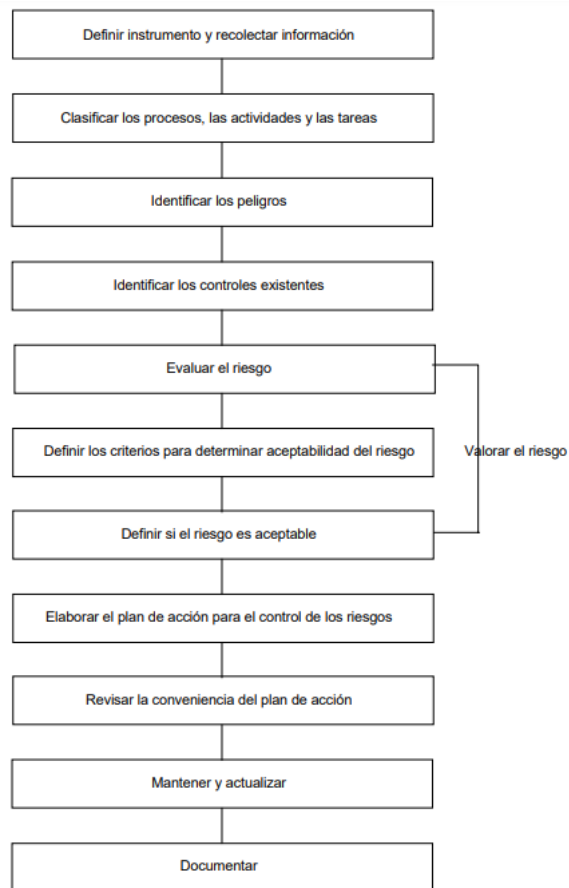 Definir instrumento y recolectar información
Clasificar los procesos, las actividades y las tareas
Identificar los peligros
Identificar los controles existentes
Evaluar el riesgo
Definir los criterios para determinar aceptabilidad del riesgo
Valorar el riesgo
Definir si el riesgo es aceptable
Elaborar el plan de acción para el control de los riesgos
Revisar la conveniencia del plan de acción
Mantener y actualizar
Documentar